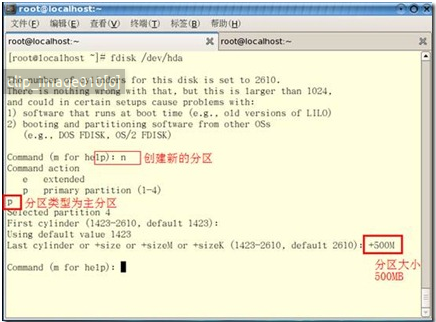 root@localhost:~
文件(F) 编辑(E) 查看(V) 终端(T) 标签(B) 帮助(H)
root@localhost:~ root@localhost:~
[root@localhost ~]# fdisk /dev/hda
The number of cylinders for this disk is set to 2610.
There is nothing wrong with that, but this is larger than 1024,
and could in certain setups cause problems with:
1) software that runs at boot time (e.g., old versions of LILO)
2) booting and partitioning software from other OSs
(e.g., DOS FDISK, OS/2 FDISK)
Command (m for help): n 创建新的分区
Command action
e extended
p primary partition (1-4)
p 分区类型为主分区
Selected partition 4
First cylinder (1423-2610, default 1423):
Using default value 1423
Last cylinder or +size or +sizeM or +sizeK (1423-2610, default 2610): +500M
分区大小
500MB
Command (m for help):